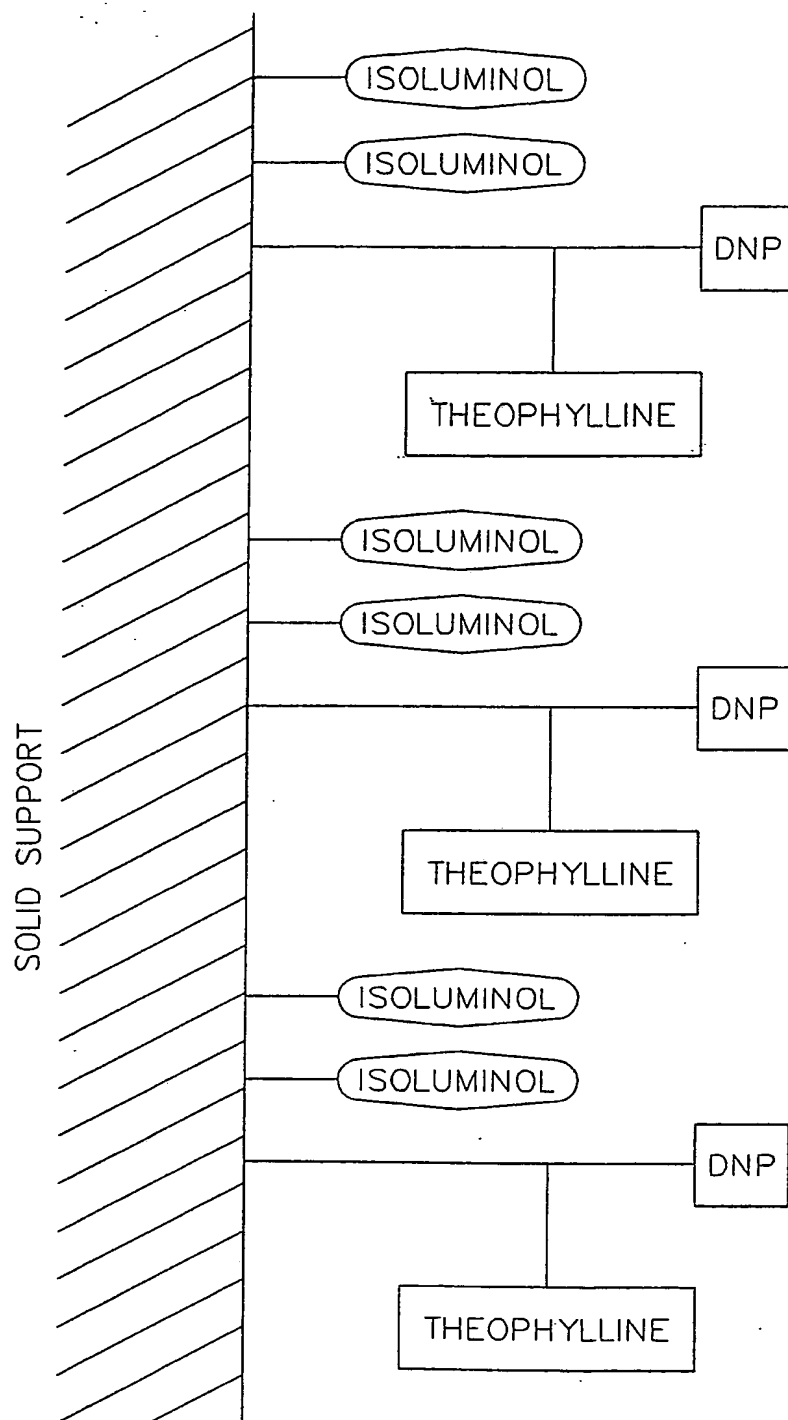 ISOLUMINOL
ISOLUMINOL
DNP
THEOPHYLLINE
ISOLUMINOL
ISOLUMINOL
DNP
THEOPHYLLINE
SOLID SUPPORT
ISOLUMINOL
ISOLUMINOL
DNP
THEOPHYLLINE